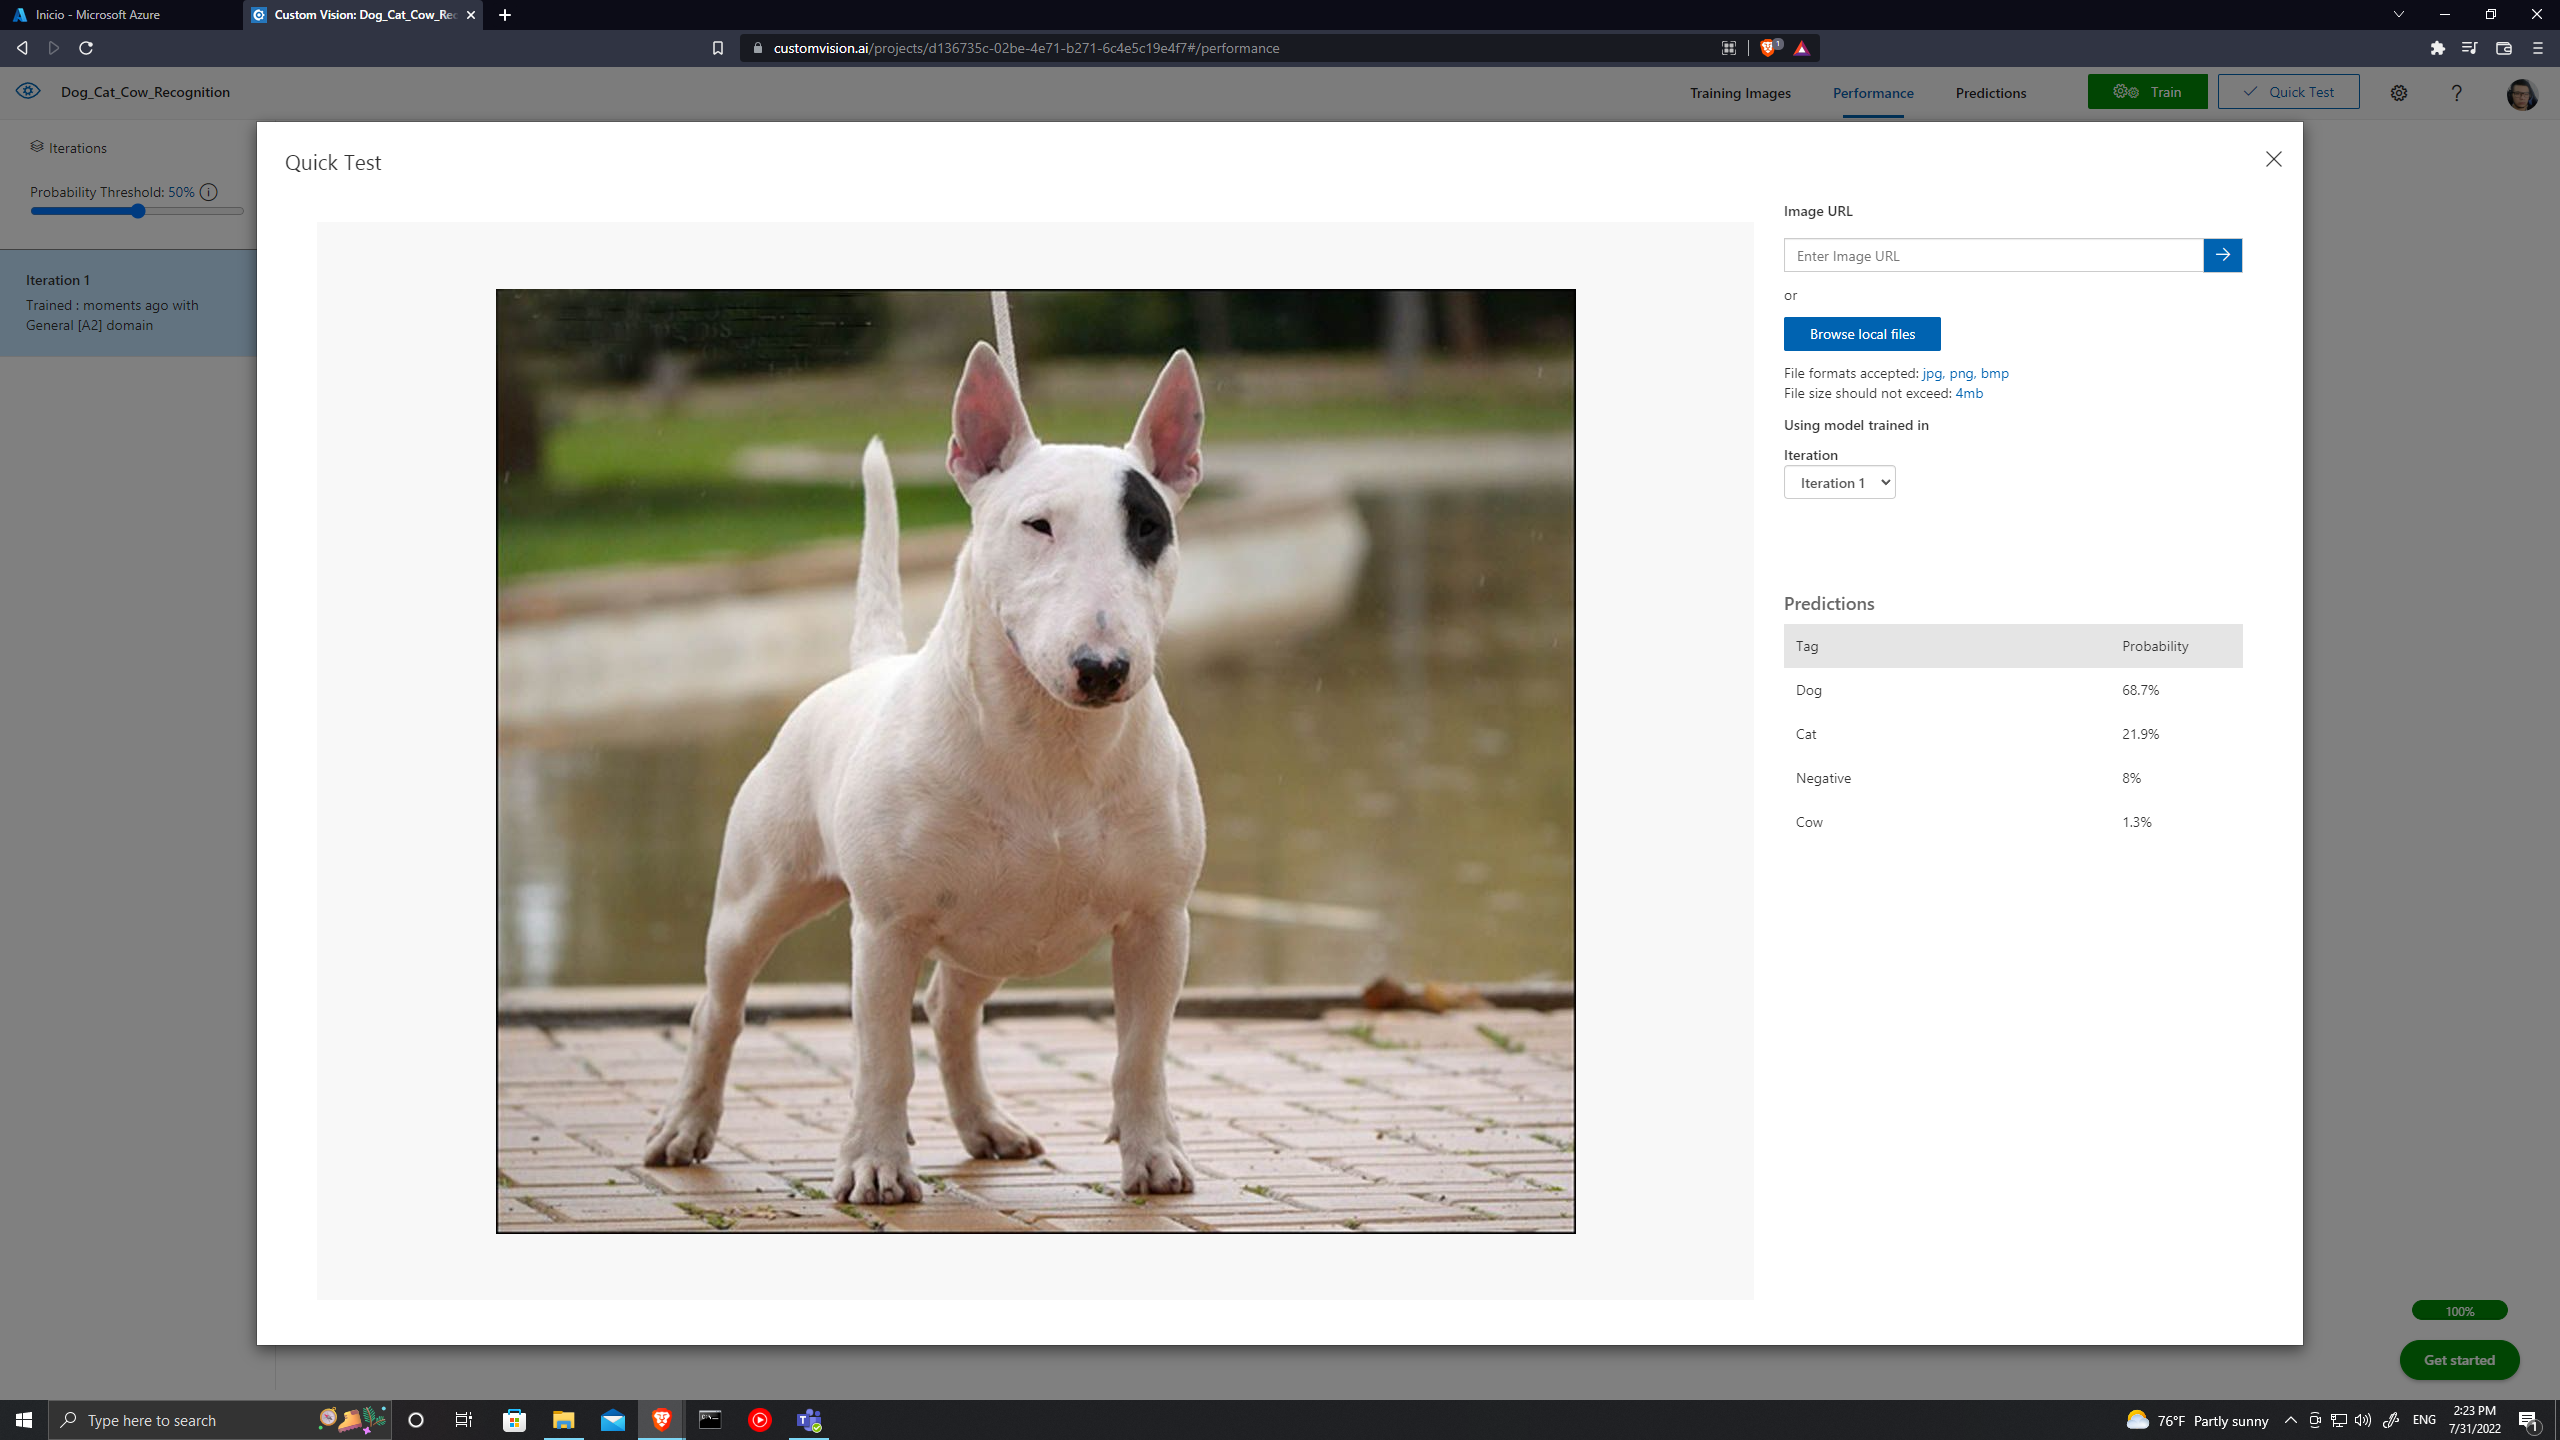 Inicio - Microsoft Azure
Custom Vision: Dog_Cat_Cow_Rec
customvision.ai/projects/d136735c-02be-4e71-b271-6c4e5c19e4f7#/performance
1
Dog_Cat_Cow_Recognition
Training Images
Performance
Predictions
Train
Quick Test
?
Iterations
Probability Threshold: 50%
Iteration 1
Trained : moments ago with
General [A2] domain
Quick Test
Image URL
Enter Image URL
or
Browse local files
File formats accepted: jpg, png, bmp
File size should not exceed: 4mb
Using model trained in
Iteration
Iteration 1
Predictions
Tag Probability
Dog 68.7%
Cat 21.9%
Negative 8%
Cow 1.3%
100%
Get started
Type here to search
76°F Partly sunny
ENG
2:23 PM
7/31/2022
1